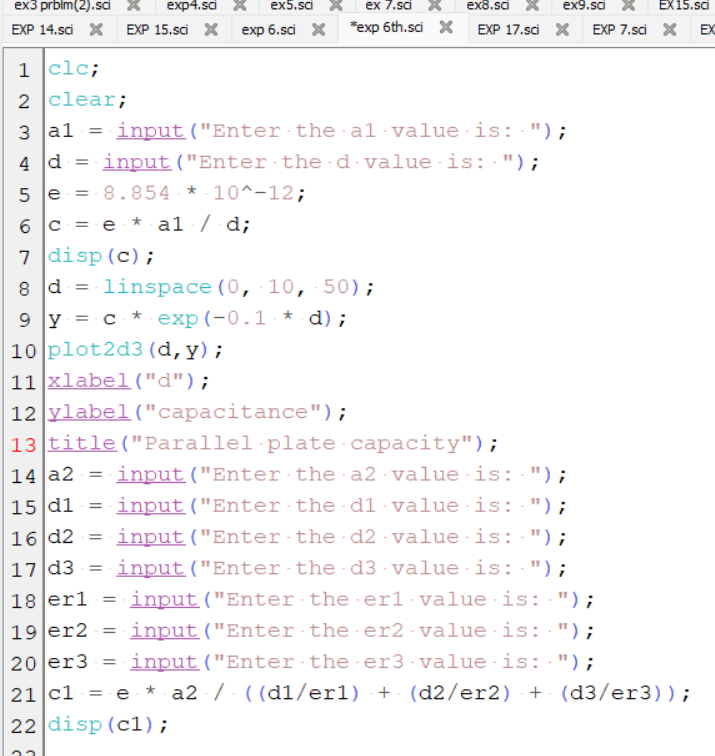 ex3 prblm(2).sci exp4.sci ex5.sci ex 7.sci ex8.sci ex9.sci EX15.sci
EXP 14.sci EXP 15.sci exp 6.sci *exp 6th.sci EXP 17.sci EXP 7.sci EX
1 clc;
2 clear;
3 a1 = input("Enter the a1 value is: ");
4 d = input("Enter the d value is: ");
5 e = 8.854 * 10^-12;
6 c = e * a1 / d;
7 disp(c);
8 d = linspace(0, 10, 50);
9 y = c * exp(-0.1 * d);
10 plot2d3(d,y);
11 xlabel("d");
12 ylabel("capacitance");
13 title("Parallel plate capacity");
14 a2 = input("Enter the a2 value is: ");
15 d1 = input("Enter the d1 value is: ");
16 d2 = input("Enter the d2 value is: ");
17 d3 = input("Enter the d3 value is: ");
18 er1 = input("Enter the er1 value is: ");
19 er2 = input("Enter the er2 value is: ");
20 er3 = input("Enter the er3 value is: ");
21 c1 = e * a2 / ((d1/er1) + (d2/er2) + (d3/er3));
22 disp(c1);